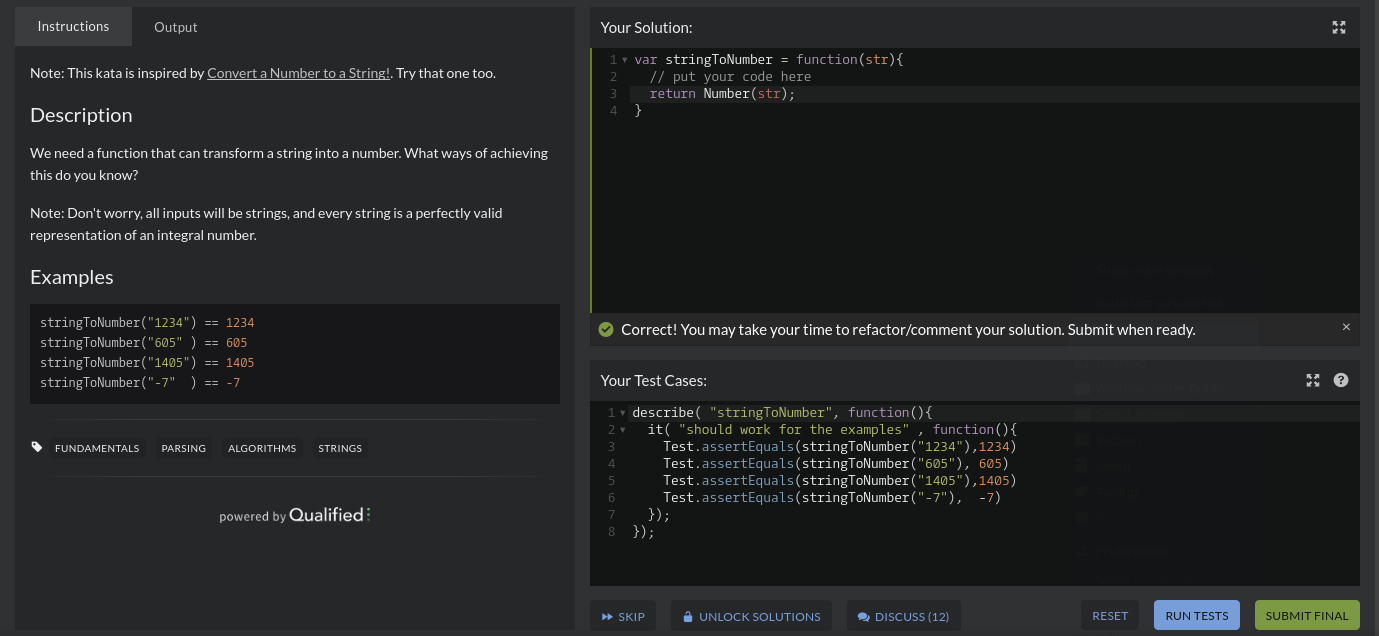 Instructions
Output
Note: This kata is inspired by Convert a Number to a String!. Try that one too.
Description
We need a function that can transform a string into a number. What ways of achieving
this do you know?
Note: Don't worry, all inputs will be strings, and every string is a perfectly valid
representation of an integral number.
Examples
stringToNumber("1234") == 1234
stringToNumber("605" ) == 605
stringToNumber("1405") == 1405
stringToNumber("-7"  ) == -7
FUNDAMENTALS PARSING ALGORITHMS STRINGS
powered by Qualified
Your Solution:
1 var stringToNumber = function(str){
2   // put your code here
3   return Number(str);
4 }
Correct! You may take your time to refactor/comment your solution. Submit when ready.
×
Your Test Cases:
?
1 describe( "stringToNumber", function(){
2   it( "should work for the examples" , function(){
3     Test.assertEquals(stringToNumber("1234"),1234)
4     Test.assertEquals(stringToNumber("605"), 605)
5     Test.assertEquals(stringToNumber("1405"),1405)
6     Test.assertEquals(stringToNumber("-7"),  -7)
7   });
8 });
SKIP
UNLOCK SOLUTIONS
DISCUSS (12)
RESET
RUN TESTS
SUBMIT FINAL